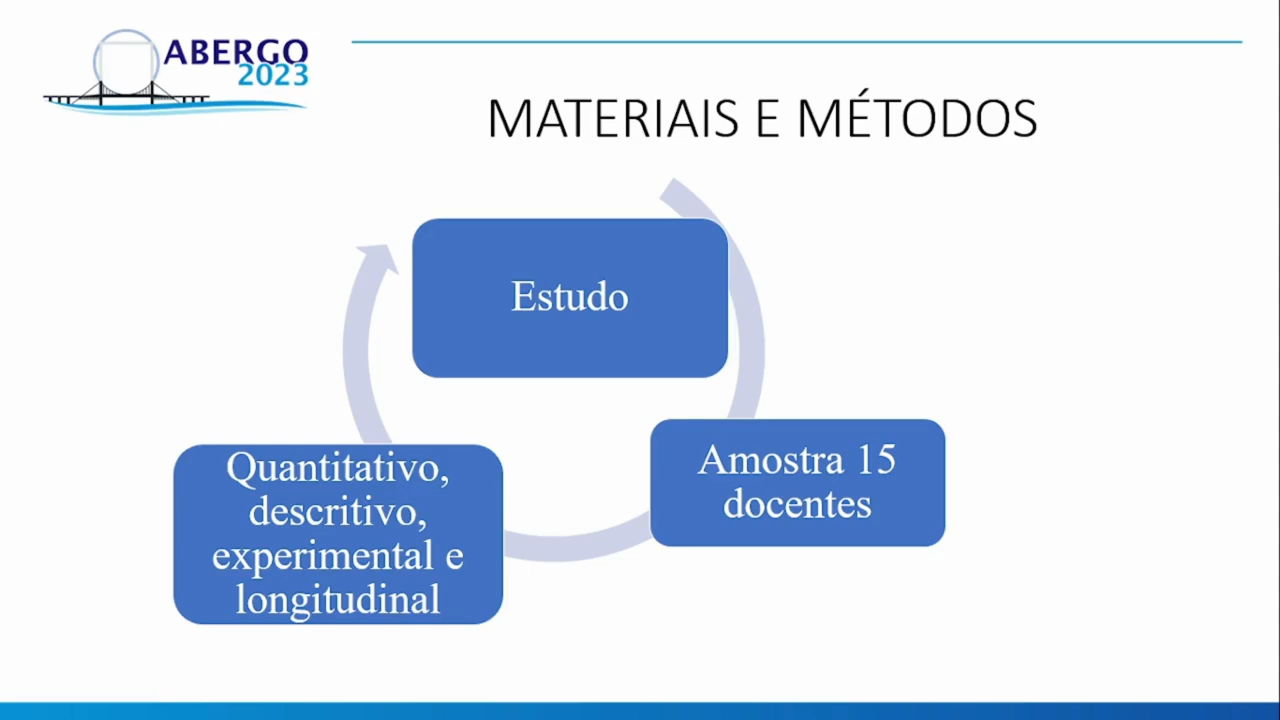 ABERGO
2023
MATERIAIS E MÉTODOS
Estudo
Amostra 15
docentes
Quantitativo,
descritivo,
experimental e
longitudinal